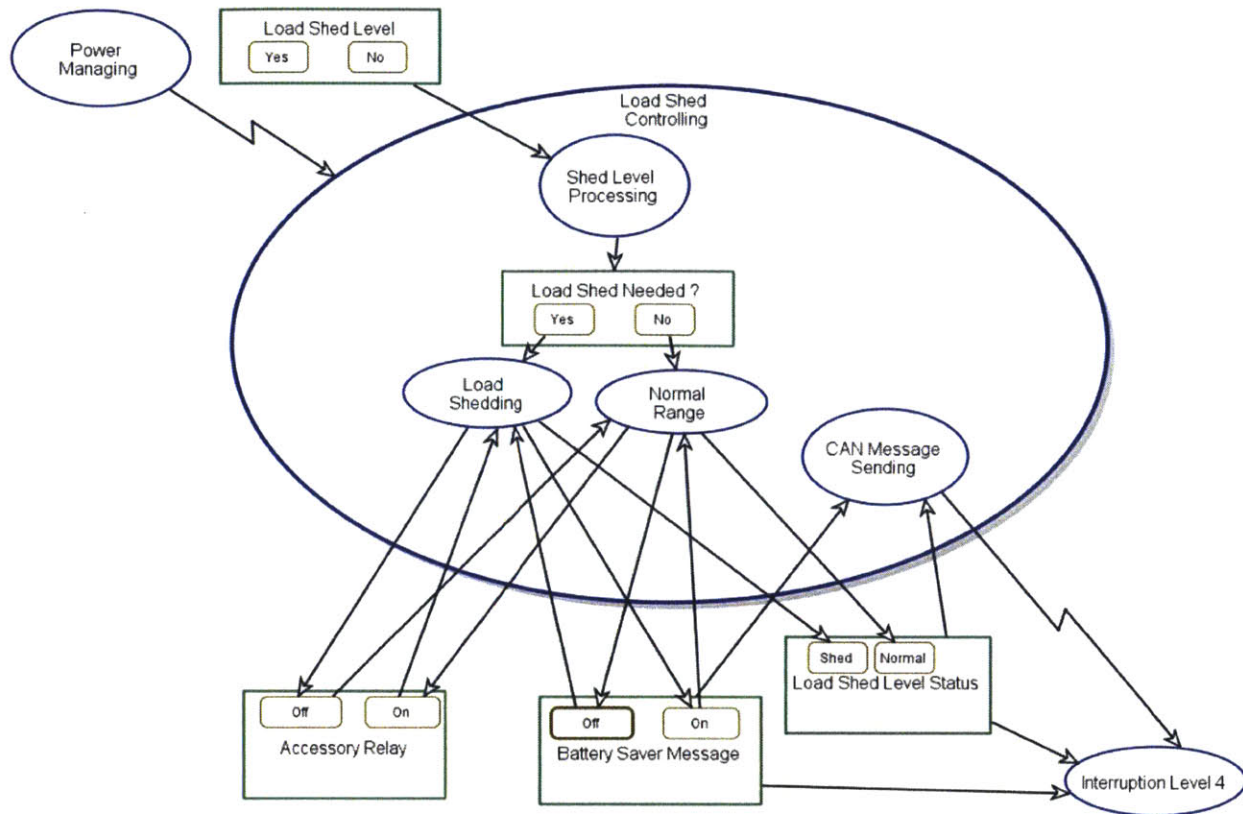 Load Shed Level
Yes
No
Power
Managing
Load Shed
Controlling
Shed Level
Processing
Load Shed Needed ?
Yes
No
Load
Shedding
Normal
Range
CAN Message
Sending
Shed
Normal
Load Shed Level Status
Off
On
Accessory Relay
Off
On
Battery Saver Message
Interruption Level 4